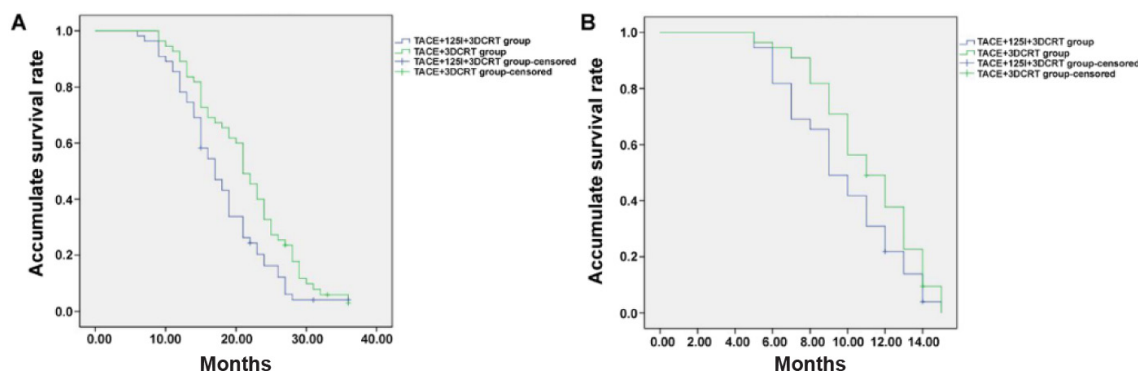 A
Accumulate survival rate
1.0
0.8
0.6
0.4
0.2
0.0
0.00
10.00
20.00
30.00
40.00
Months
TACE+125I+3DCRT group
TACE+3DCRT group
TACE+125I+3DCRT group-censored
TACE+3DCRT group-censored
B
Accumulate survival rate
1.0
0.8
0.6
0.4
0.2
0.0
0.00
2.00
4.00
6.00
8.00
10.00
12.00
14.00
Months
TACE+125I+3DCRT group
TACE+3DCRT group
TACE+125I+3DCRT group-censored
TACE+3DCRT group-censored